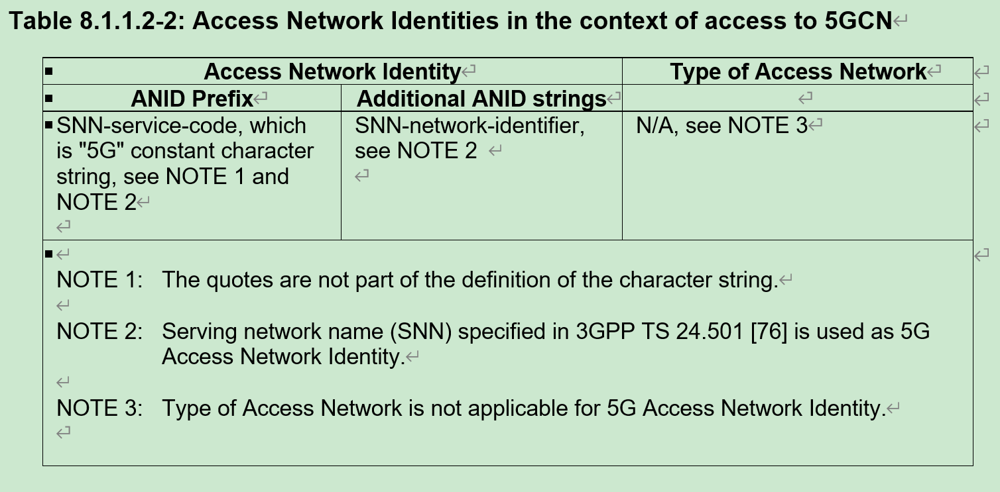 Table 8.1.1.2-2: Access Network Identities in the context of access to 5GCN
Access Network Identity
Type of Access Network
ANID Prefix
Additional ANID strings
SNN-service-code, which
is "5G" constant character
string, see NOTE 1 and
NOTE 2
SNN-network-identifier,
see NOTE 2
N/A, see NOTE 3
NOTE 1: The quotes are not part of the definition of the character string.
NOTE 2: Serving network name (SNN) specified in 3GPP TS 24.501 [76] is used as 5G
Access Network Identity.
NOTE 3: Type of Access Network is not applicable for 5G Access Network Identity.